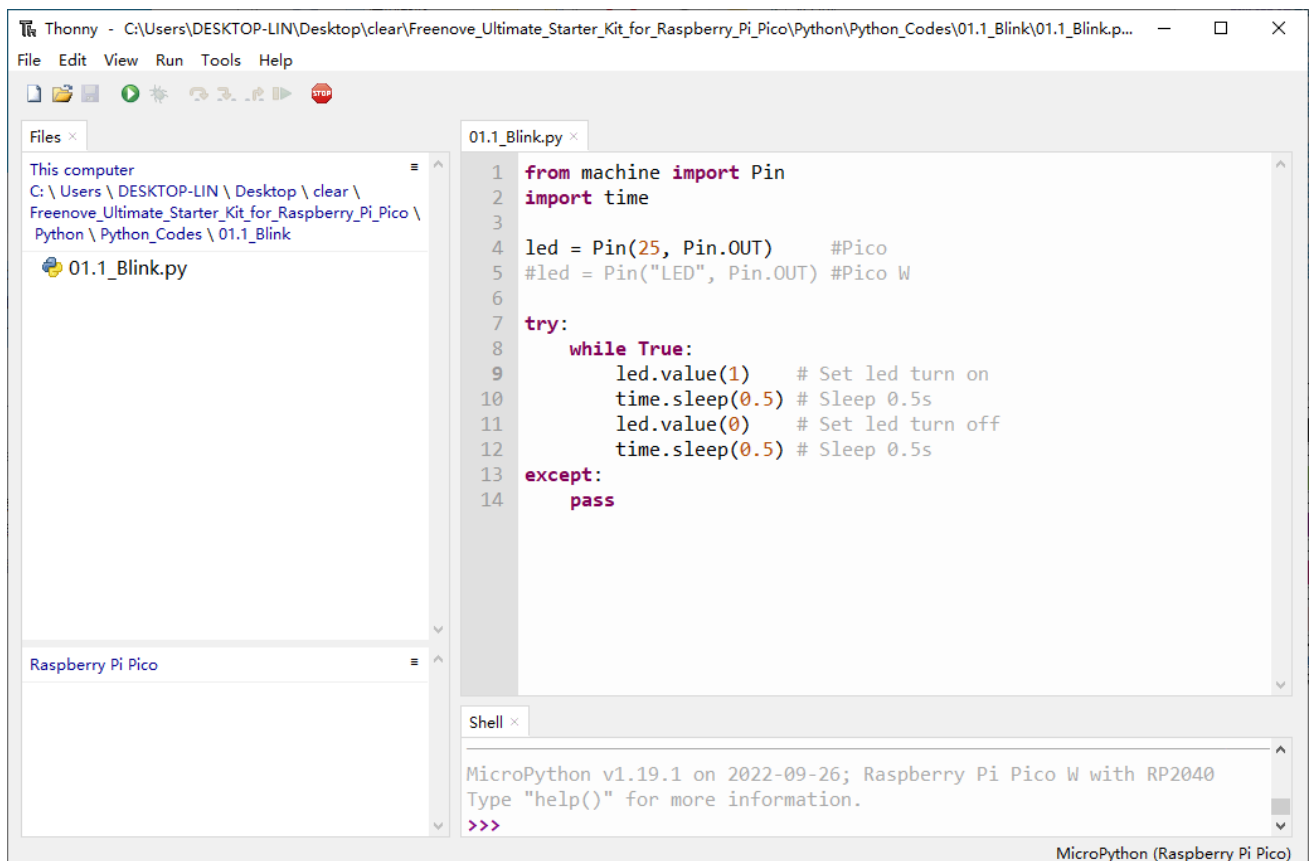 Thonny - C:\Users\DESKTOP-LIN\Desktop\clear\Freenove_Ultimate_Starter_Kit_for_Raspberry_Pi_Pico\Python\Python_Codes\01.1_Blink\01.1_Blink.p...
File Edit View Run Tools Help
STOP
Files
This computer
C: \ Users \ DESKTOP-LIN \ Desktop \ clear \
Freenove_Ultimate_Starter_Kit_for_Raspberry_Pi_Pico \
Python \ Python_Codes \ 01.1_Blink
01.1_Blink.py
Raspberry Pi Pico
01.1_Blink.py
1 from machine import Pin
2 import time
3
4 led = Pin(25, Pin.OUT)     #Pico
5 #led = Pin("LED", Pin.OUT) #Pico W
6
7 try:
8     while True:
9         led.value(1)    # Set led turn on
10         time.sleep(0.5) # Sleep 0.5s
11         led.value(0)    # Set led turn off
12         time.sleep(0.5) # Sleep 0.5s
13 except:
14     pass
Shell
MicroPython v1.19.1 on 2022-09-26; Raspberry Pi Pico W with RP2040
Type "help()" for more information.
>>>
MicroPython (Raspberry Pi Pico)